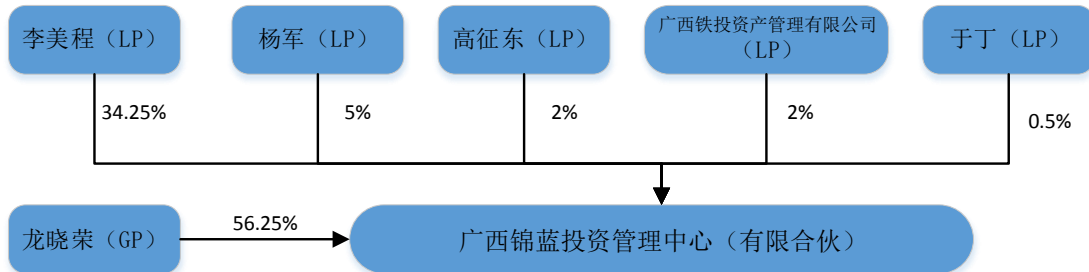 李美程（LP）
杨军（LP）
高征东（LP）
广西铁投资产管理有限公司
（LP）
于丁（LP）
34.25%
5%
2%
2%
0.5%
龙晓荣（GP）
56.25%
广西锦蓝投资管理中心（有限合伙）